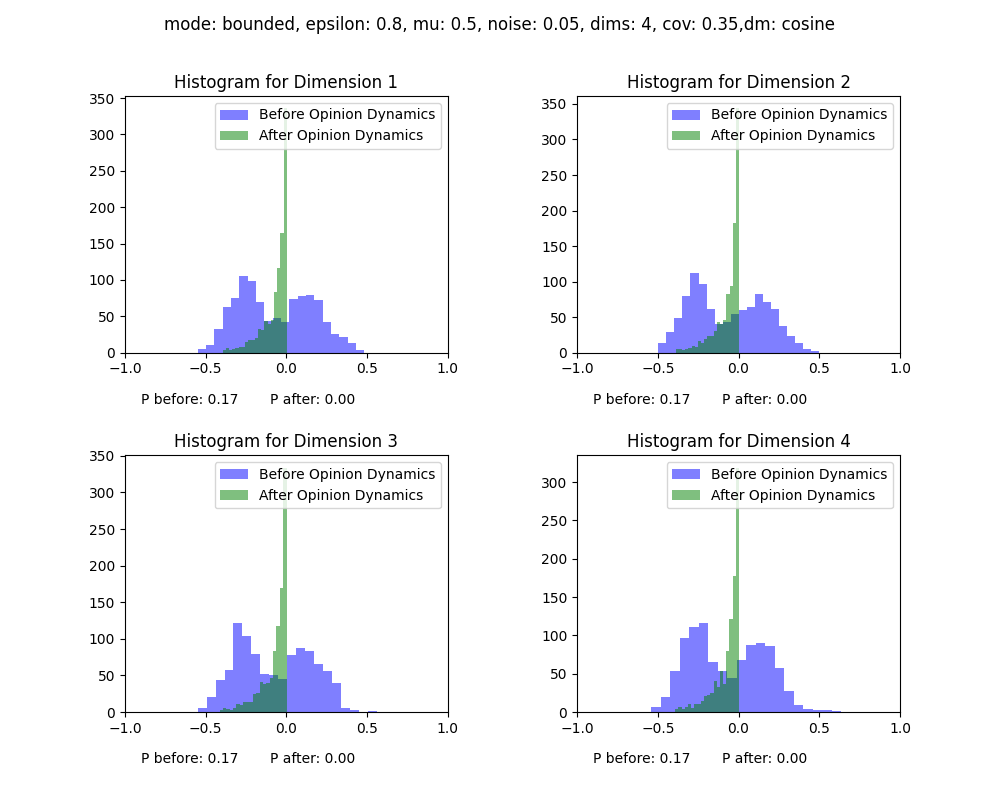 mode: bounded, epsilon: 0.8, mu: 0.5, noise: 0.05, dims: 4, cov: 0.35,dm: cosine
Histogram for Dimension 1
Before Opinion Dynamics
After Opinion Dynamics
350
300
250
200
150
100
50
0
−1.0 −0.5 0.0 0.5 1.0
P before: 0.17 P after: 0.00
Histogram for Dimension 2
Before Opinion Dynamics
After Opinion Dynamics
350
300
250
200
150
100
50
0
−1.0 −0.5 0.0 0.5 1.0
P before: 0.17 P after: 0.00
Histogram for Dimension 3
Before Opinion Dynamics
After Opinion Dynamics
350
300
250
200
150
100
50
0
−1.0 −0.5 0.0 0.5 1.0
P before: 0.17 P after: 0.00
Histogram for Dimension 4
Before Opinion Dynamics
After Opinion Dynamics
300
250
200
150
100
50
0
−1.0 −0.5 0.0 0.5 1.0
P before: 0.17 P after: 0.00